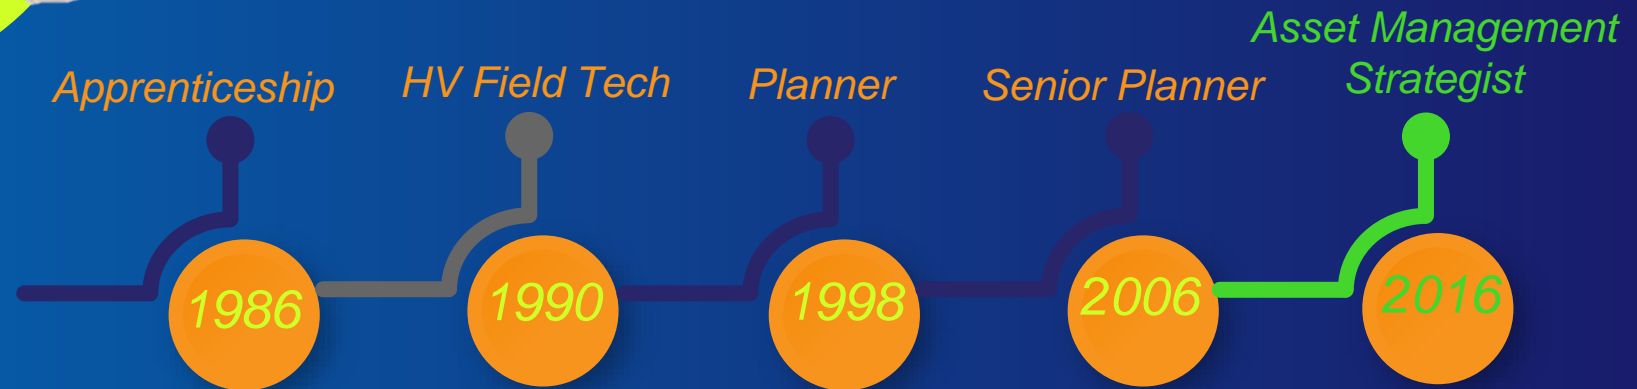 Apprenticeship
HV Field Tech
Planner
Senior Planner
Asset Management
Strategist
1986
1990
1998
2006
2016